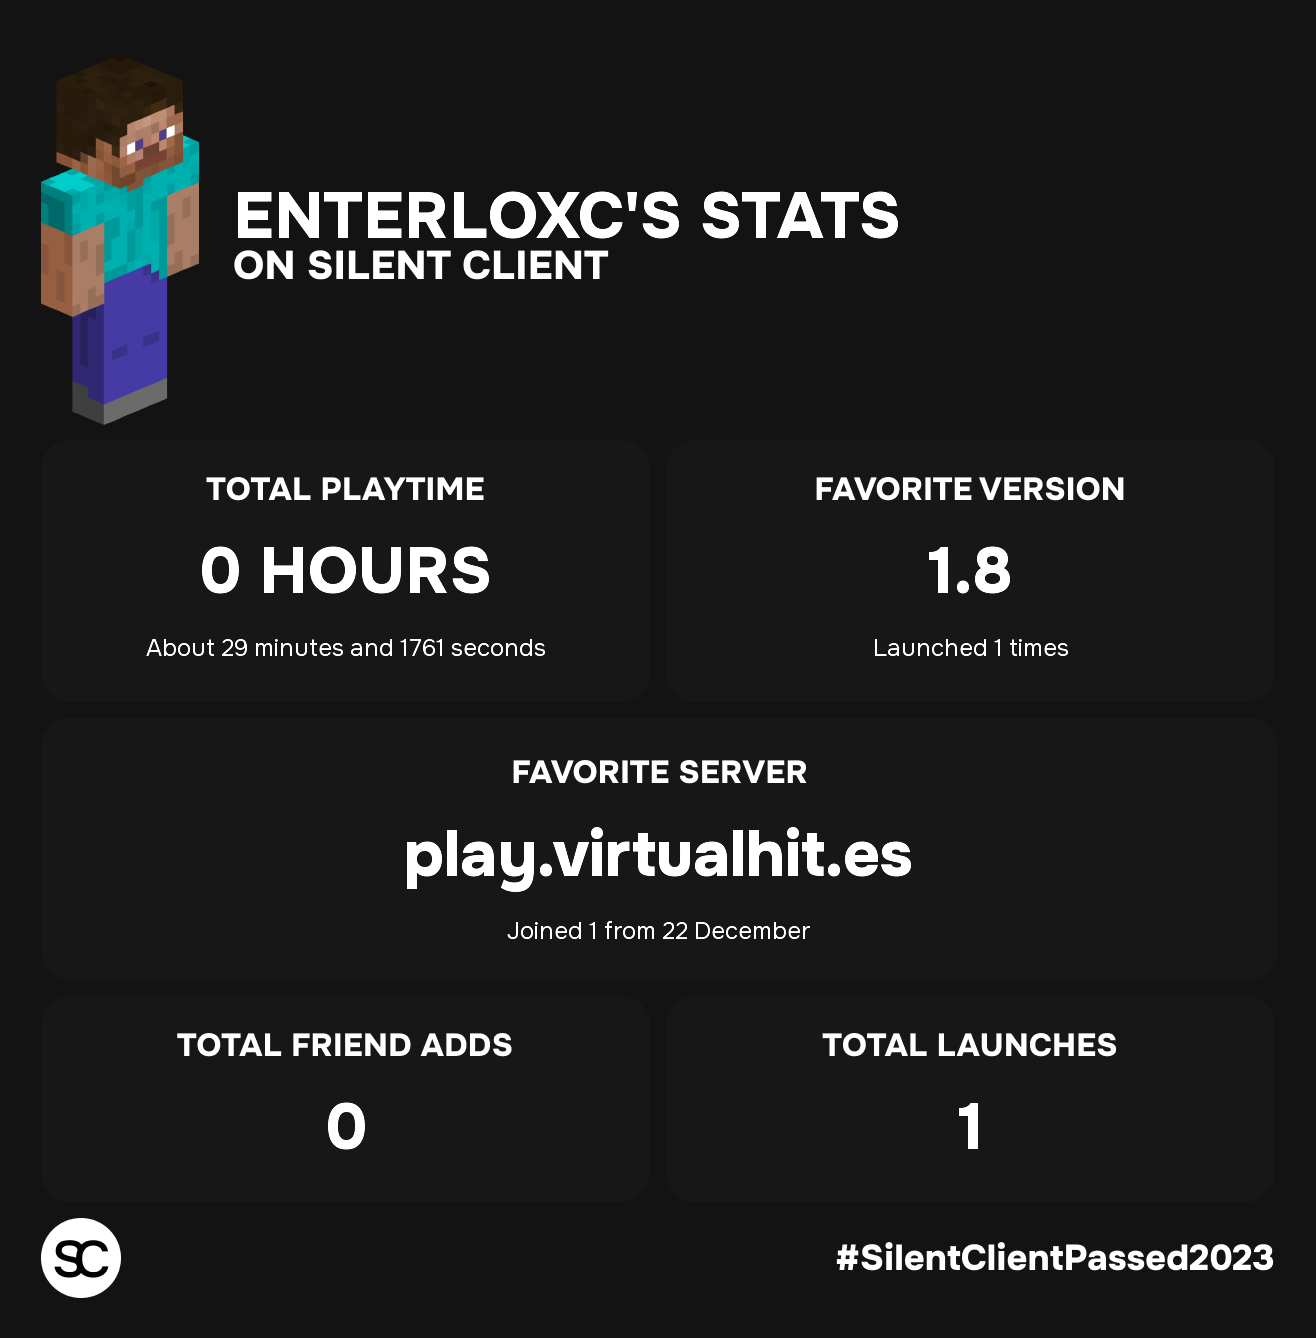 ENTERLOXC'S STATS
ON SILENT CLIENT
TOTAL PLAYTIME
0 HOURS
About 29 minutes and 1761 seconds
FAVORITE VERSION
1.8
Launched 1 times
FAVORITE SERVER
play.virtualhit.es
Joined 1 from 22 December
TOTAL FRIEND ADDS
0
TOTAL LAUNCHES
1
SC
#SilentClientPassed2023